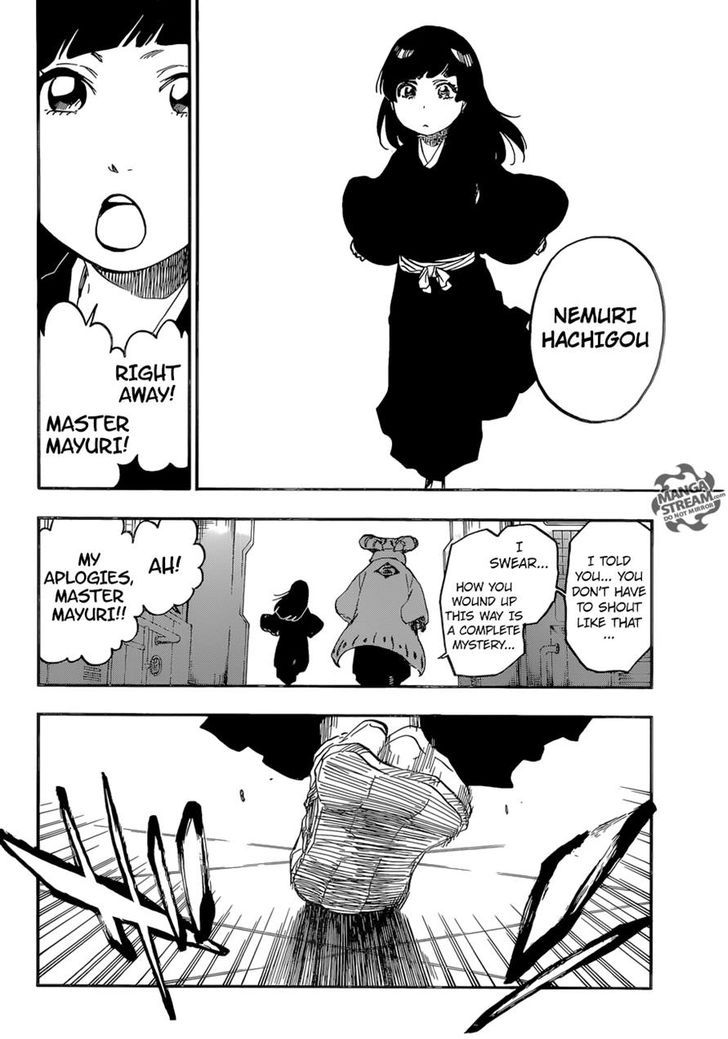 NEMURI
HACHIGOU
RIGHT
AWAY!
MASTER
MAYURI!
MANGA
STREAM
DO NOT MIRROR
.COM
I TOLD
YOU... YOU
DON'T HAVE
TO SHOUT
LIKE THAT
...
I
SWEAR...
HOW YOU
WOUND UP
THIS WAY IS
A COMPLETE
MYSTERY...
AH!
MY
APLOGIES,
MASTER
MAYURI!!